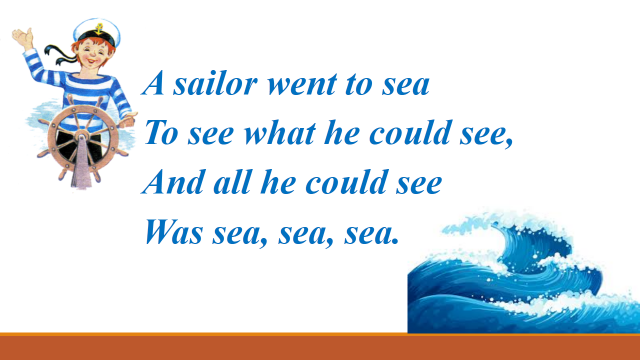 A sailor went to sea
To see what he could see,
And all he could see
Was sea, sea, sea.